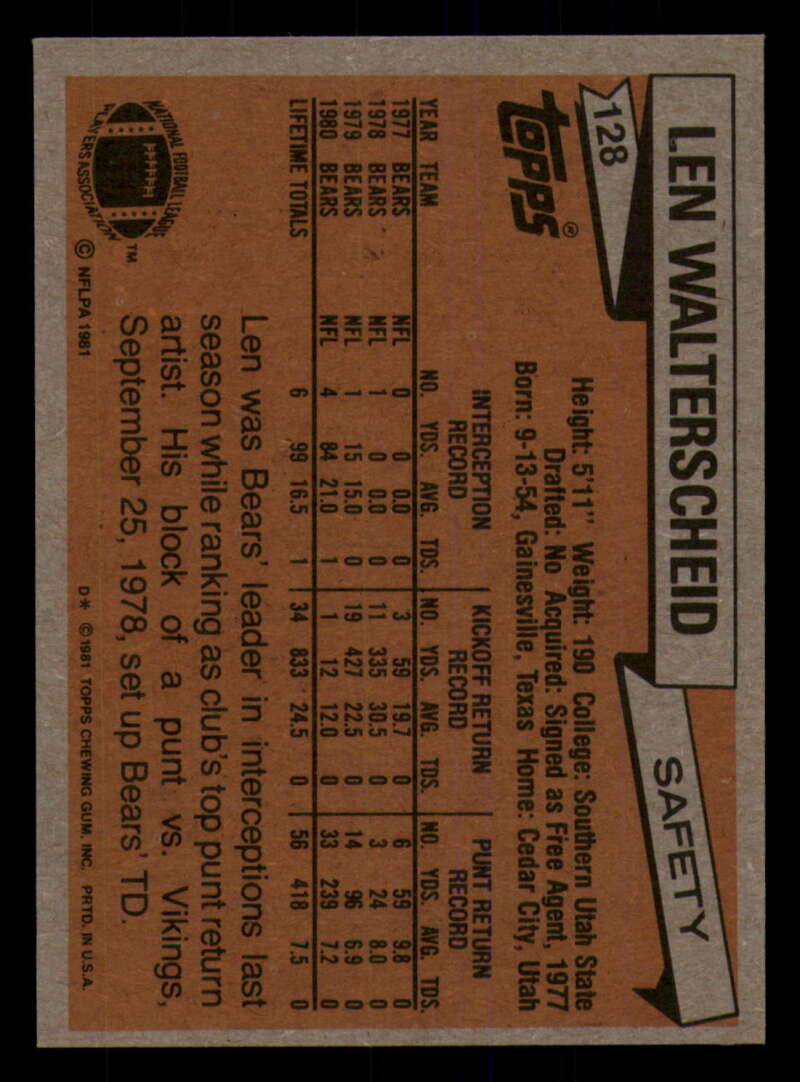 LEN WALTERSCHEID
SAFETY
128
TOPPS®
Height: 5'11" Weight: 190 College: Southern Utah State
Drafted: No Acquired: Signed as Free Agent, 1977
Born: 9-13-54, Gainesville, Texas Home: Cedar City, Utah
INTERCEPTION RECORD KICKOFF RETURN RECORD PUNT RETURN RECORD
YEAR TEAM NO. YDS. AVG. TDS. NO. YDS. AVG. TDS. NO. YDS. AVG. TDS.
1977 BEARS NFL 0 0 0.0 0 3 59 19.7 0 6 59 9.8 0
1978 BEARS NFL 1 0 0.0 0 11 335 30.5 0 3 24 8.0 0
1979 BEARS NFL 1 15 15.0 0 19 427 22.5 0 14 96 6.9 0
1980 BEARS NFL 4 84 21.0 1 1 12 12.0 0 33 239 7.2 0
LIFETIME TOTALS 6 99 16.5 1 34 833 24.5 0 56 418 7.5 0
Len was Bears' leader in interceptions last
season while ranking as club's top punt return
artist. His block of a punt vs. Vikings,
September 25, 1978, set up Bears' TD.
NATIONAL FOOTBALL LEAGUE
PLAYERS ASSOCIATION
™
© NFLPA 1981
D* ©1981 TOPPS CHEWING GUM, INC. PRTD. IN U.S.A.